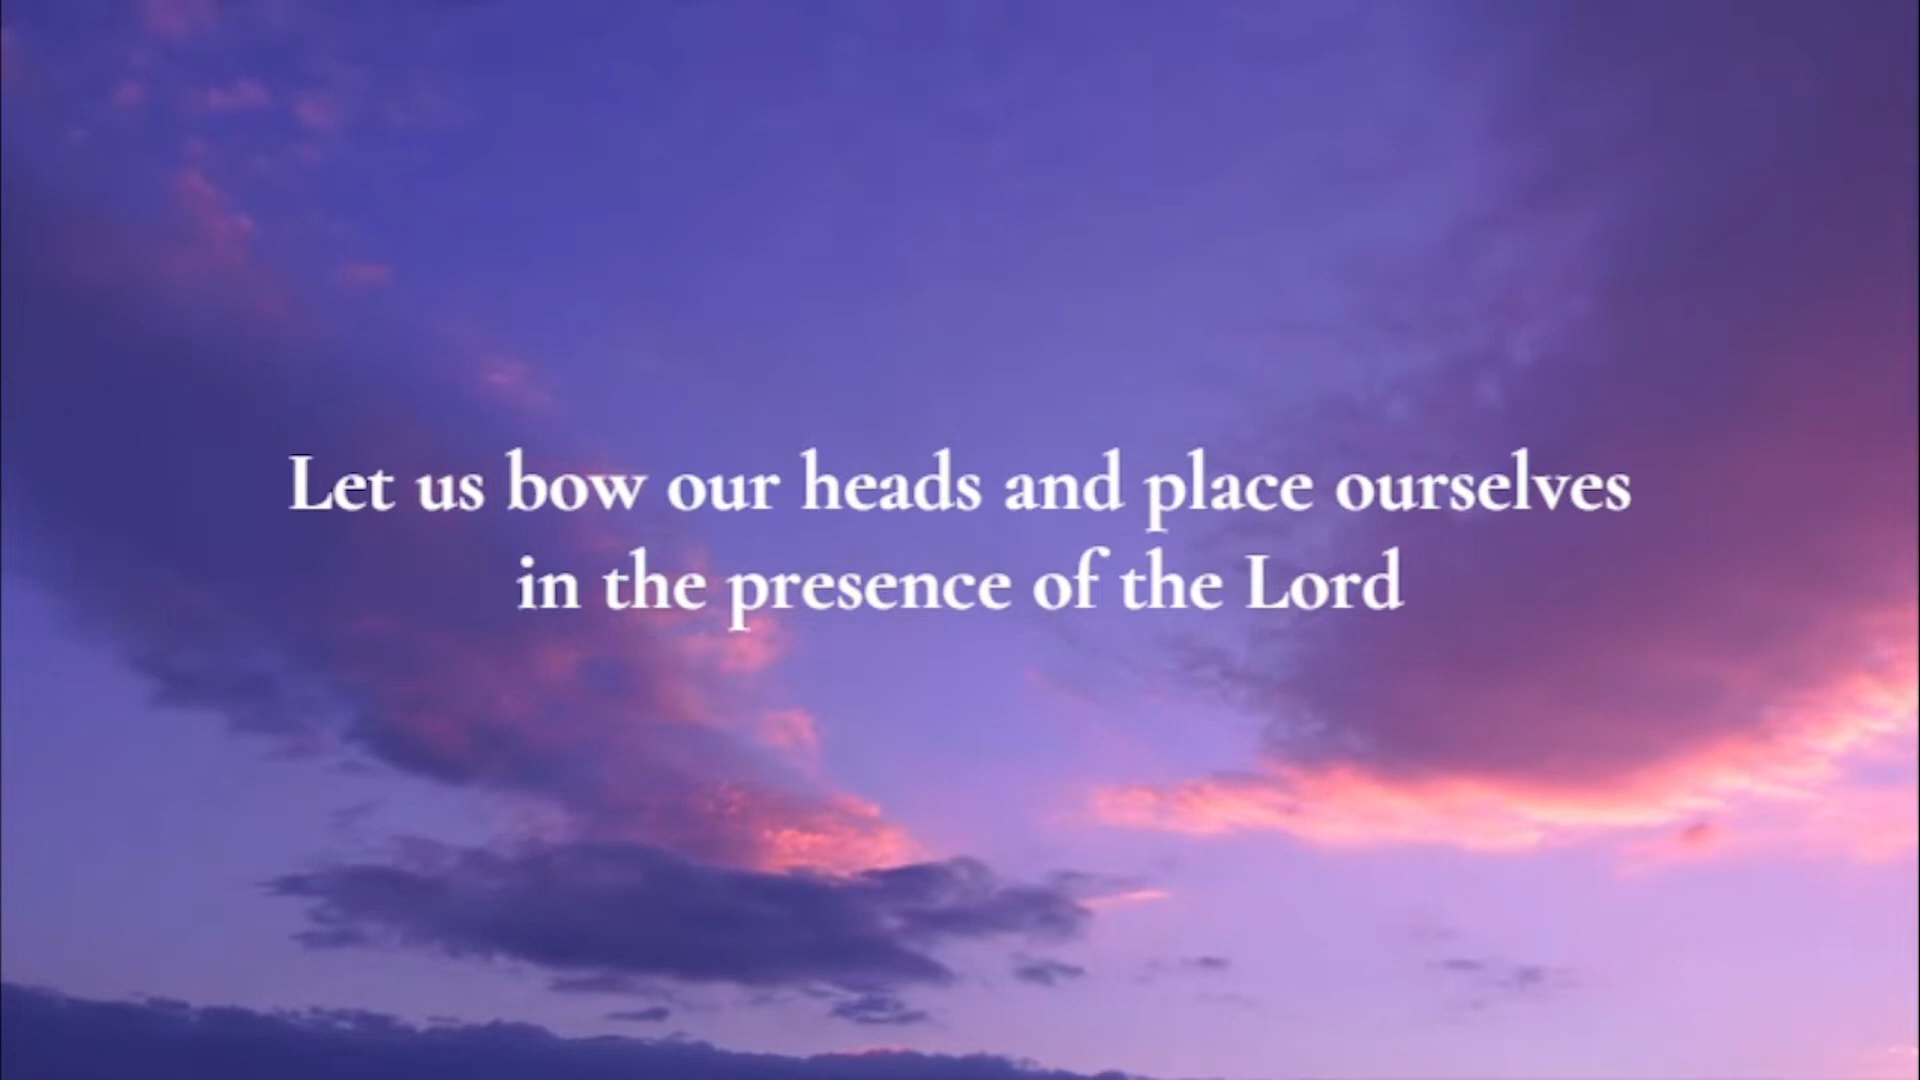 Let us bow our heads and place ourselves
in the presence of the Lord